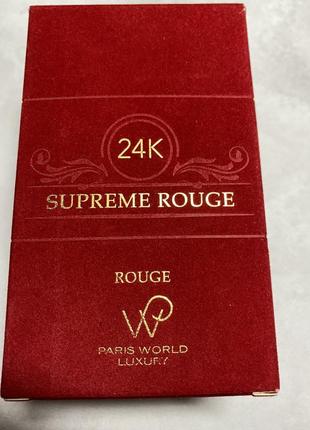 24K
SUPREME ROUGE
ROUGE
WP
PARIS WORLD
LUXURY